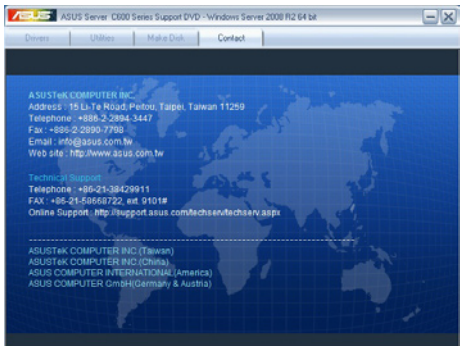 ASUS ASUS Server C600 Series Support DVD - Windows Server 2008 R2 64 bit
Drivers Utilities Make Disk Contact
ASUSTeK COMPUTER INC.
Address : 15 Li-Te Road, Peitou, Taipei, Taiwan 11259
Telephone : +886-2-2894-3447
Fax : +886-2-2890-7798
Email : info@asus.com.tw
Web site : http://www.asus.com.tw
Technical Support
Telephone : +86-21-38429911
FAX : +86-21-58668722, ext. 9101#
Online Support : http://support.asus.com/techserv/techserv.aspx
ASUSTeK COMPUTER INC.(Taiwan)
ASUSTeK COMPUTER INC.(China)
ASUS COMPUTER INTERNATIONAL(America)
ASUS COMPUTER GmbH(Germany & Austria)